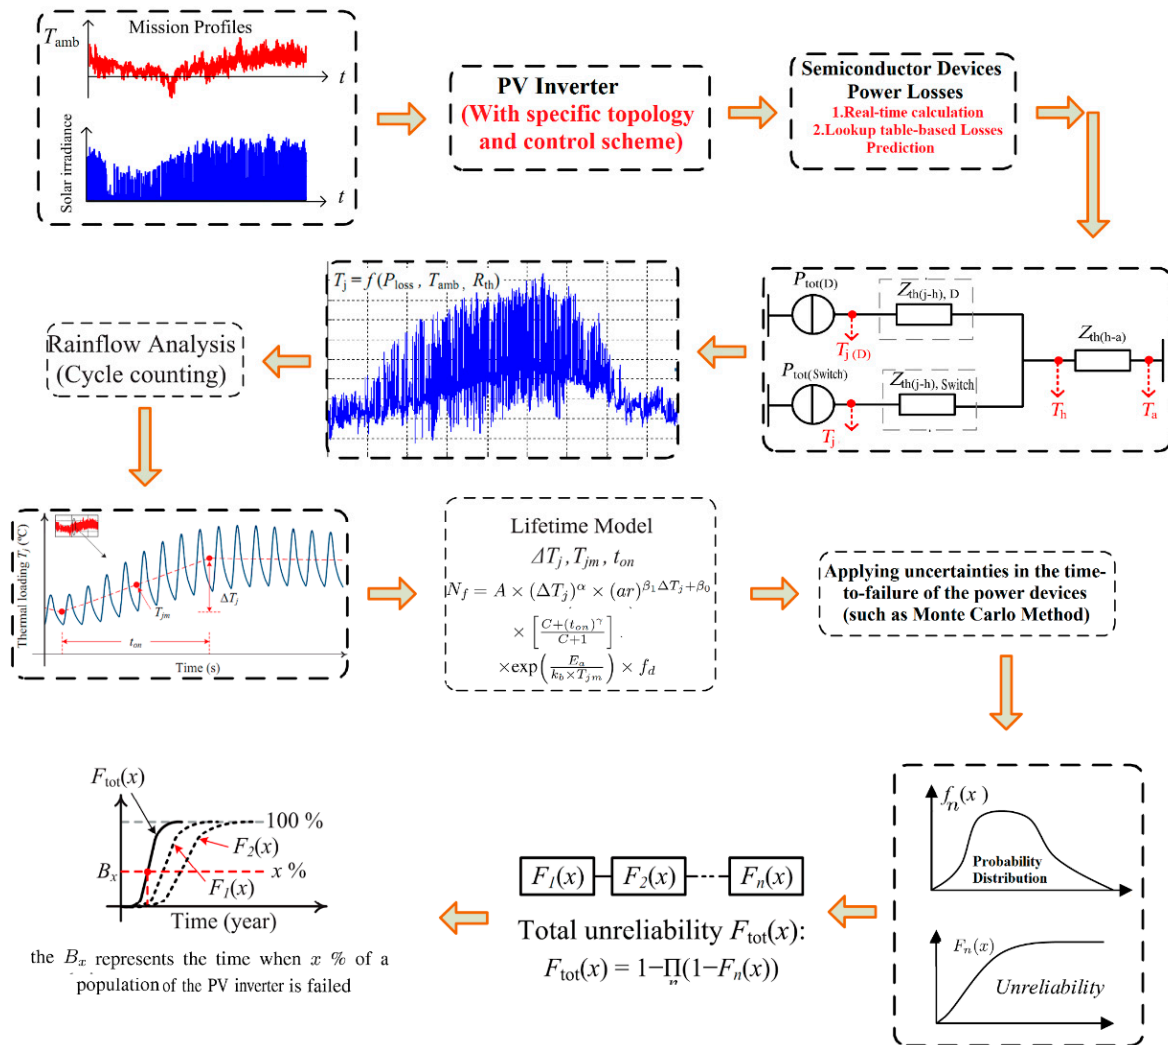 Mission Profiles
T_amb
t
Solar irradiance
t
PV Inverter
(With specific topology
and control scheme)
Semiconductor Devices
Power Losses
1.Real-time calculation
2.Lookup table-based Losses
Prediction
P_tot(D)
Z_th(j-h), D
T_j (D)
Z_th(h-a)
P_tot(Switch)
Z_th(j-h), Switch
T_j
T_h
T_a
T_j = f(P_loss , T_amb , R_th)
Rainflow Analysis
(Cycle counting)
Thermal loading T_j (ºC)
ΔT_j
T_jm
t_on
Time (s)
Lifetime Model
ΔT_j , T_jm , t_on
N_f = A × (ΔT_j)^α × (ar)^(β_1 ΔT_j + β_0)
× [ (C+(t_on)^γ) / (C+1) ] .
×exp( E_a / (k_b × T_jm) ) × f_d
Applying uncertainties in the time-
to-failure of the power devices
(such as Monte Carlo Method)
f_n(x)
Probability
Distribution
F_n(x)
Unreliability
F_1(x) F_2(x) F_n(x)
Total unreliability F_tot(x):
F_tot(x) = 1−∏_n(1−F_n(x))
F_tot(x)
100 %
F_2(x)
B_x
x %
F_1(x)
Time (year)
the B_x represents the time when x % of a
population of the PV inverter is failed